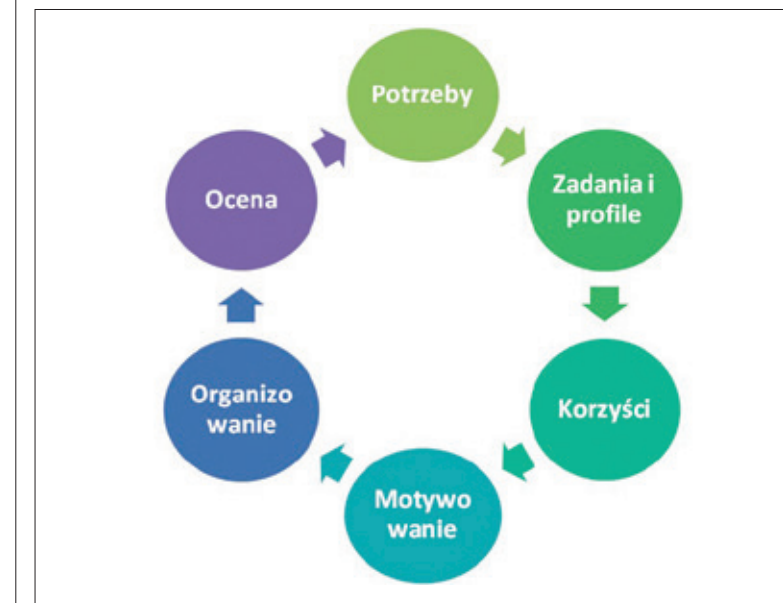 Potrzeby
Zadania i
profile
Korzyści
Motywo
wanie
Organizo
wanie
Ocena